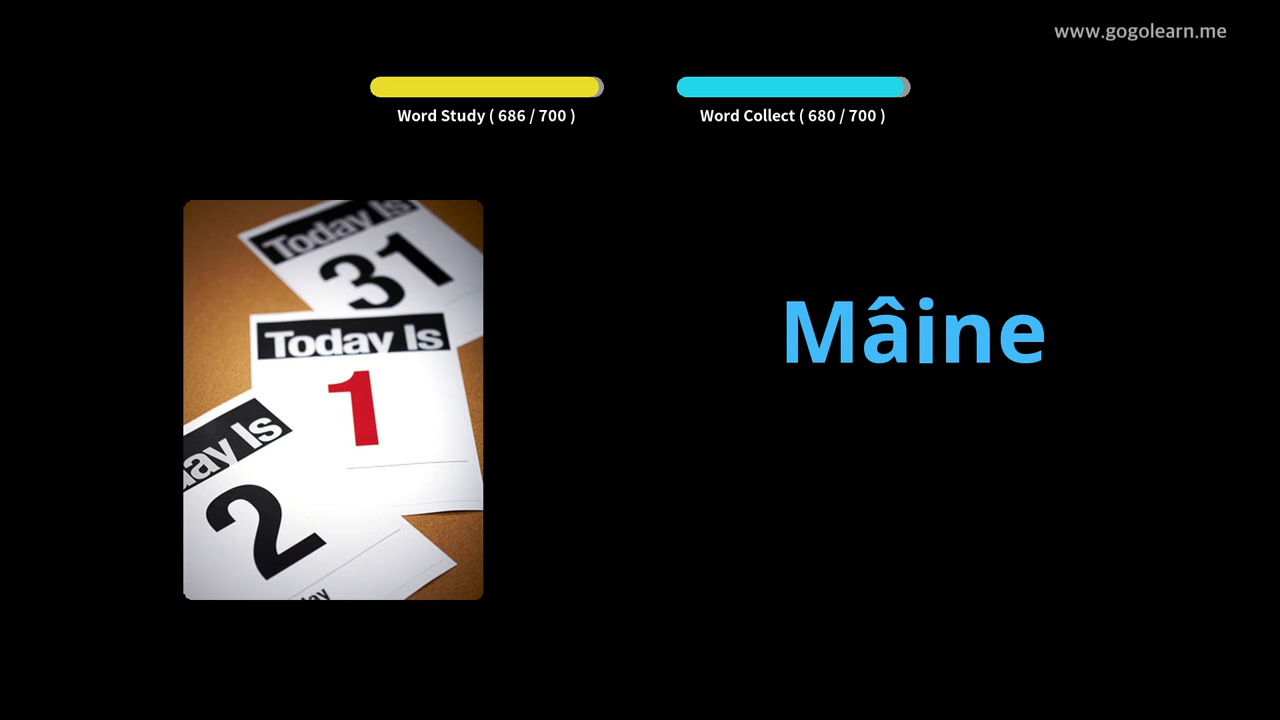 www.gogolearn.me
Word Study ( 686 / 700 )
Word Collect ( 680 / 700 )
Today Is
31
Today Is
1
ay Is
2
Mâine